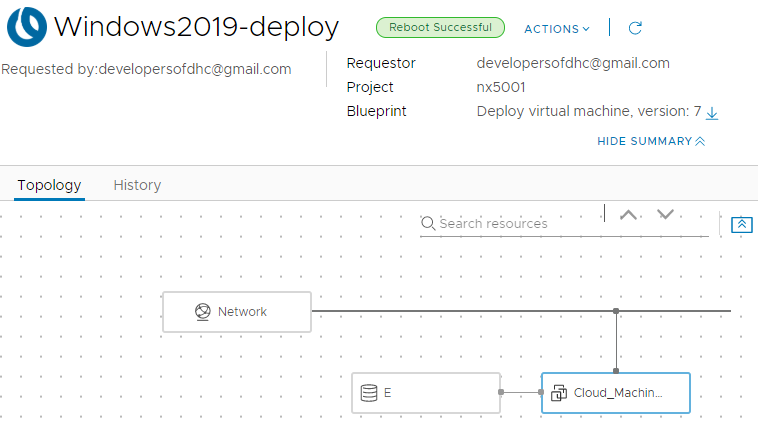 Windows2019-deploy
Reboot Successful
ACTIONS
Requested by:developersofdhc@gmail.com
Requestor developersofdhc@gmail.com
Project nx5001
Blueprint Deploy virtual machine, version: 7
HIDE SUMMARY
Topology History
Search resources
Network
E Cloud_Machin...